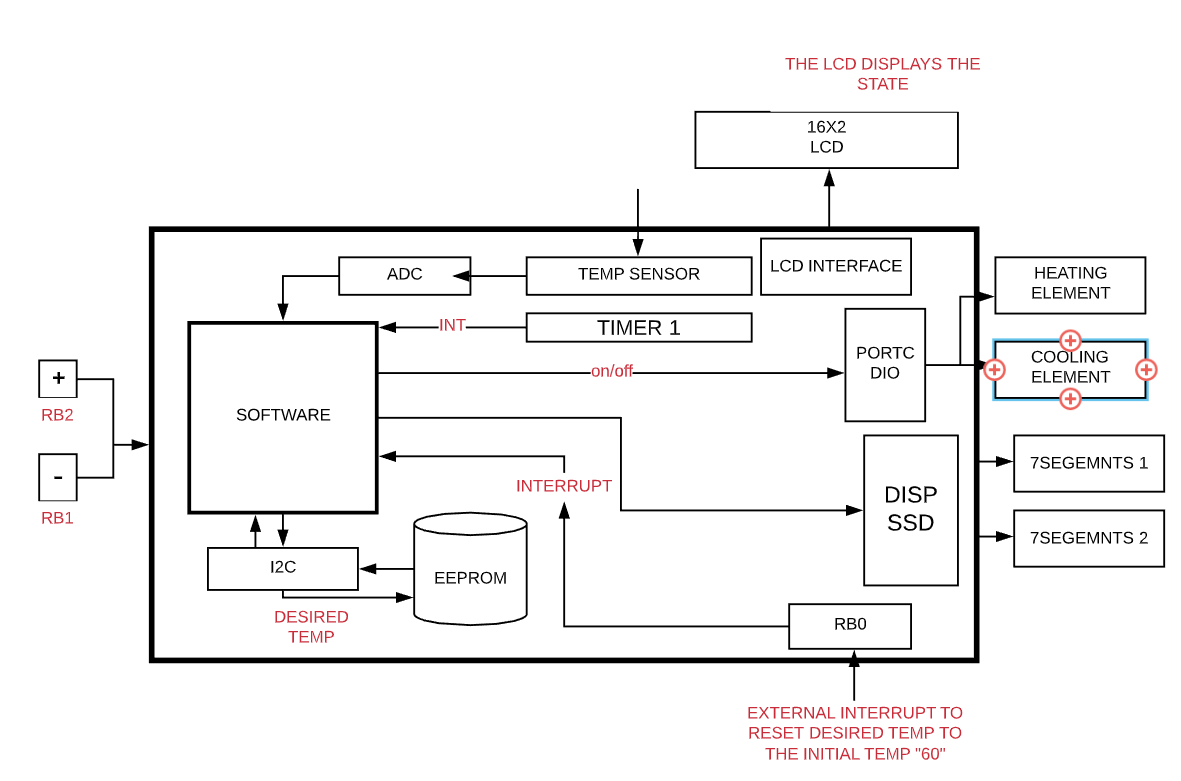 THE LCD DISPLAYS THE
STATE
16X2
LCD
LCD INTERFACE
ADC
TEMP SENSOR
HEATING
ELEMENT
INT
TIMER 1
PORTC
DIO
COOLING
ELEMENT
on/off
+
RB2
SOFTWARE
-
RB1
INTERRUPT
DISP
SSD
7SEGEMNTS 1
7SEGEMNTS 2
I2C
EEPROM
DESIRED
TEMP
RB0
EXTERNAL INTERRUPT TO
RESET DESIRED TEMP TO
THE INITIAL TEMP "60"